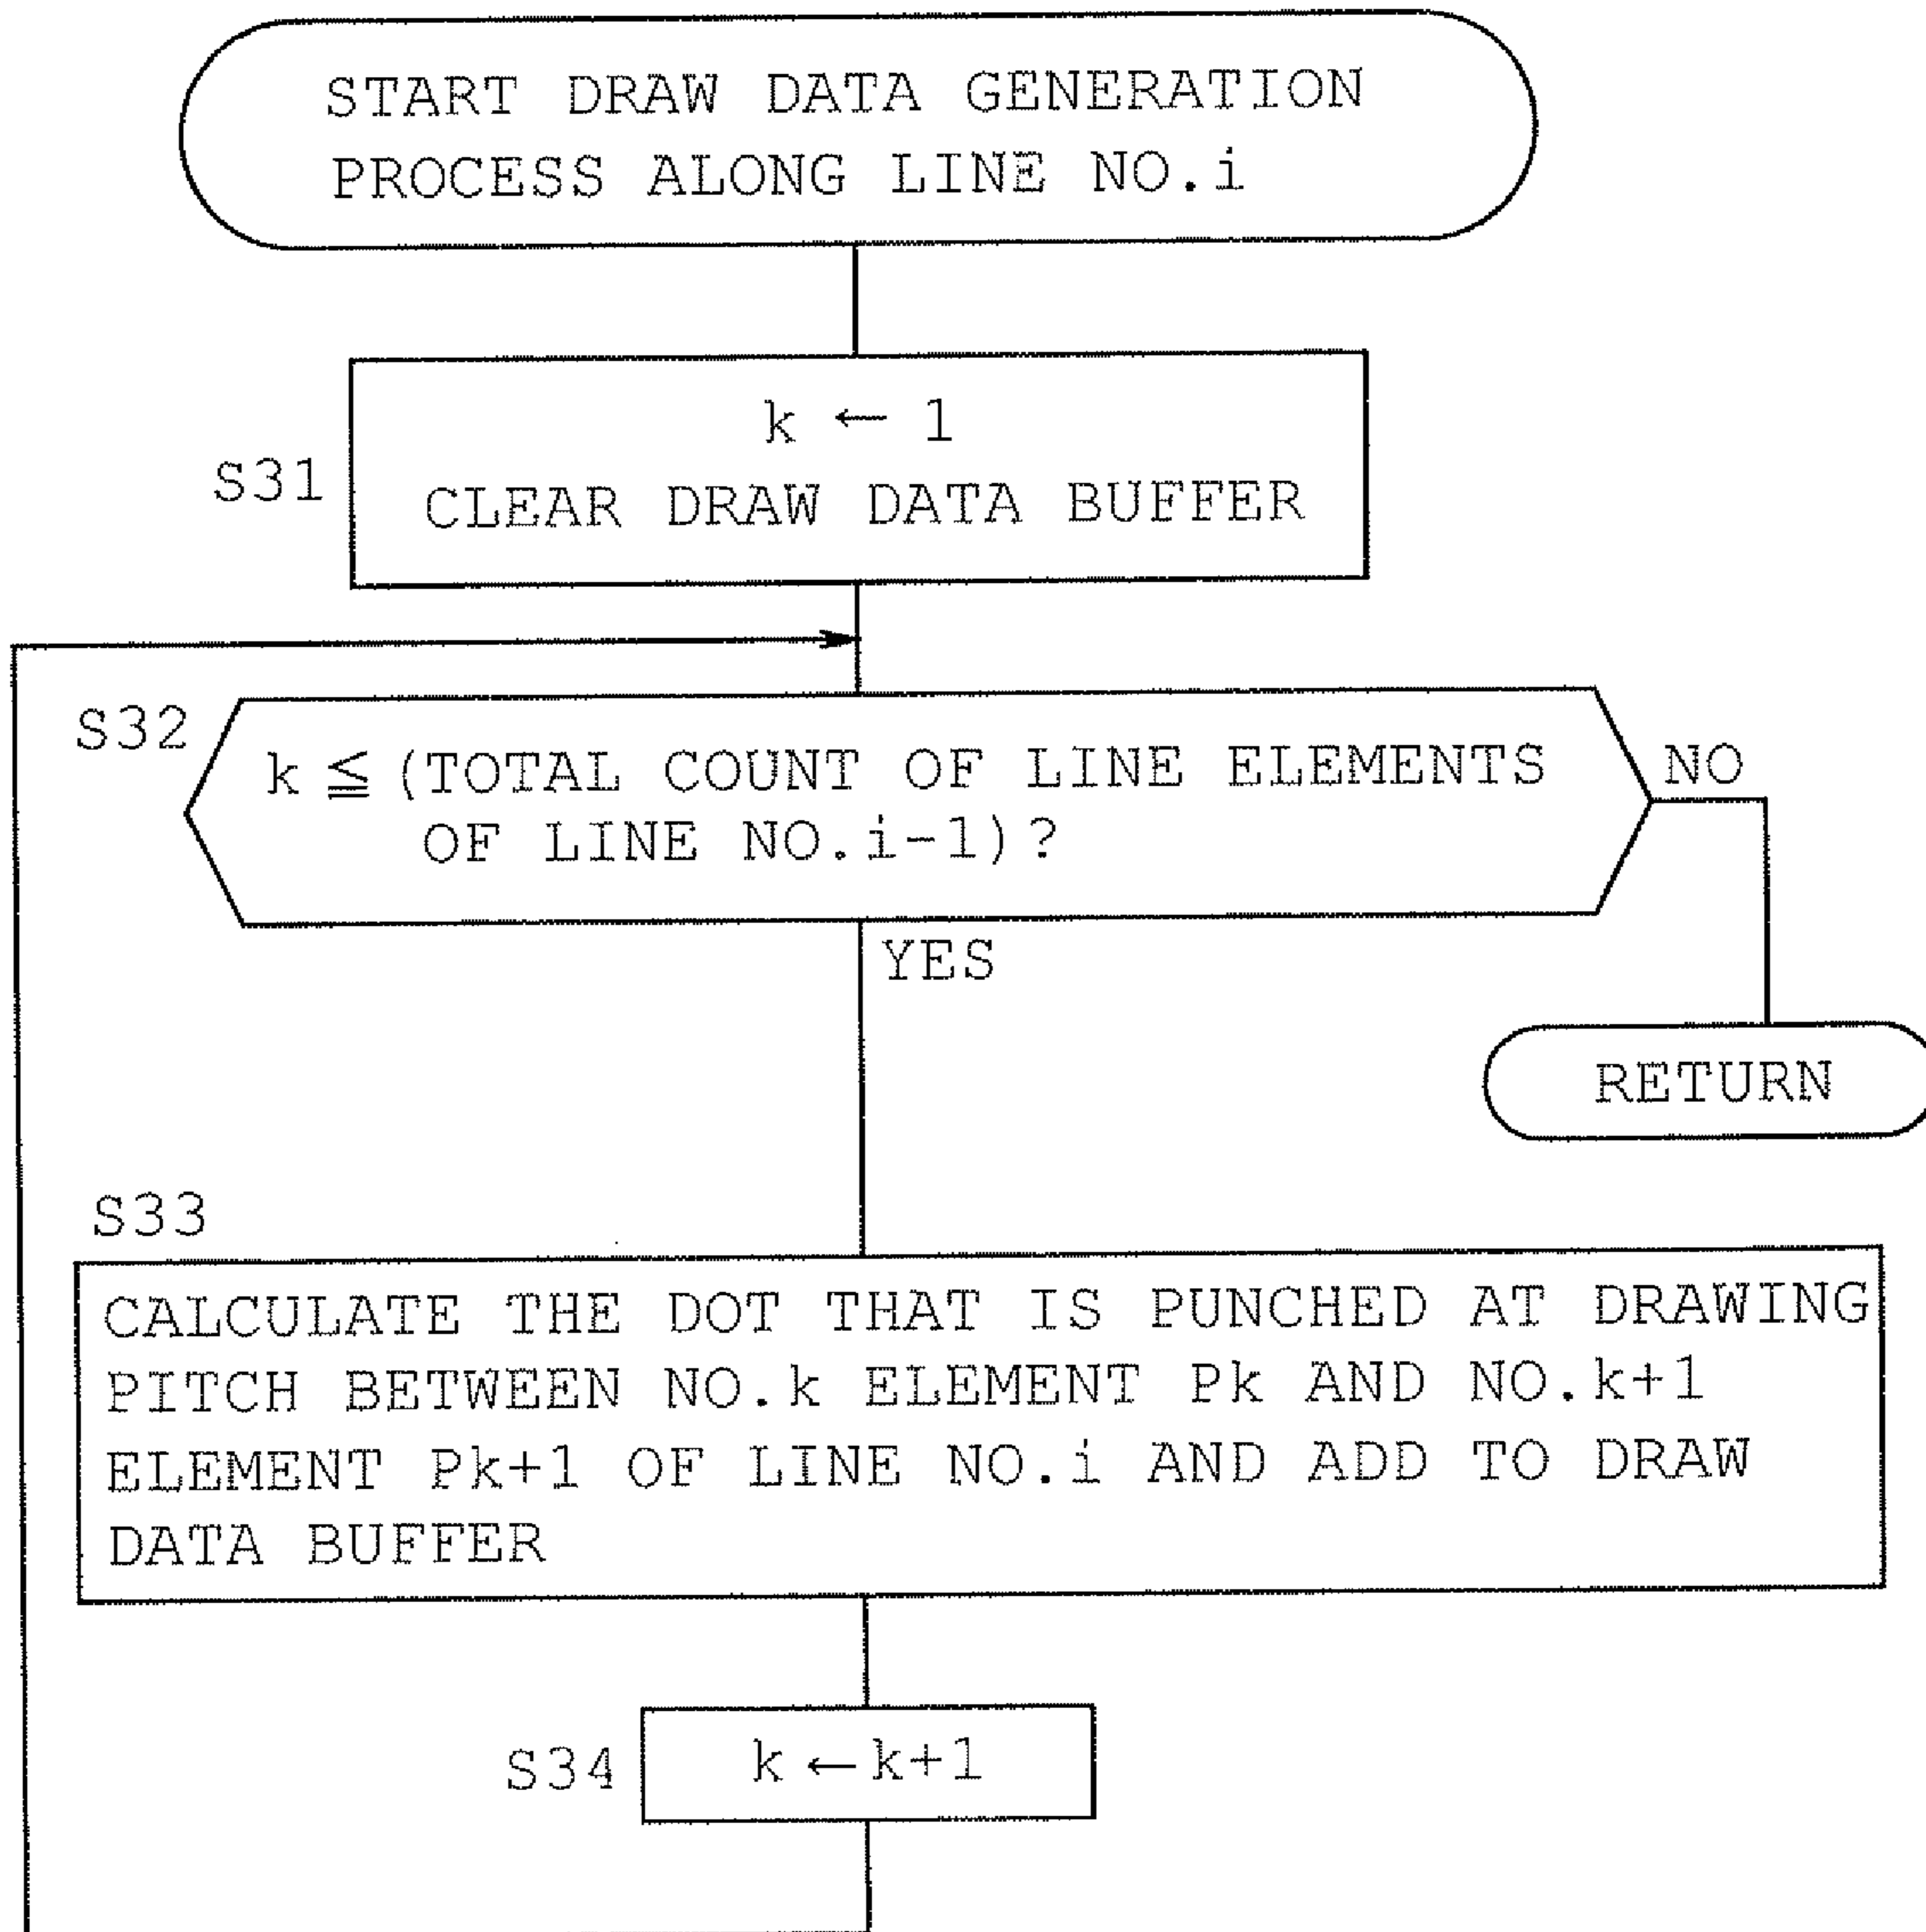 START DRAW DATA GENERATION
PROCESS ALONG LINE NO.i
k ← 1
S31
CLEAR DRAW DATA BUFFER
S32
k ≦ (TOTAL COUNT OF LINE ELEMENTS
OF LINE NO.i-1)?
NO
YES
RETURN
S33
CALCULATE THE DOT THAT IS PUNCHED AT DRAWING
PITCH BETWEEN NO.k ELEMENT Pk AND NO.k+1
ELEMENT Pk+1 OF LINE NO.i AND ADD TO DRAW
DATA BUFFER
S34
k ← k+1